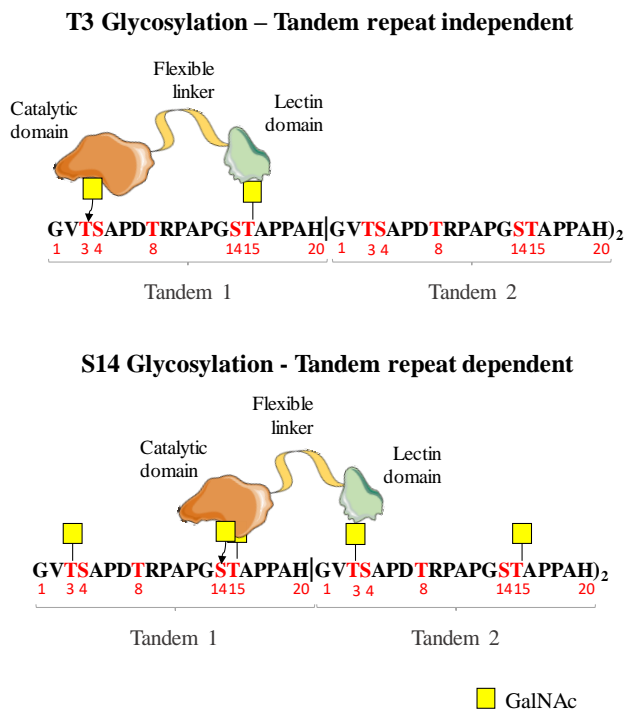 T3 Glycosylation – Tandem repeat independent
Flexible
linker
Catalytic
domain
Lectin
domain
GVTSAPDTRPAPGSTAPPAH|GVTSAPDTRPAPGSTAPPAH)2
1 3 4 8 14 15 20 1 3 4 8 14 15 20
Tandem 1 Tandem 2
S14 Glycosylation - Tandem repeat dependent
Flexible
linker
Catalytic
domain
Lectin
domain
GVTSAPDTRPAPGSTAPPAH|GVTSAPDTRPAPGSTAPPAH)2
1 3 4 8 14 15 20 1 3 4 8 14 15 20
Tandem 1 Tandem 2
GalNAc